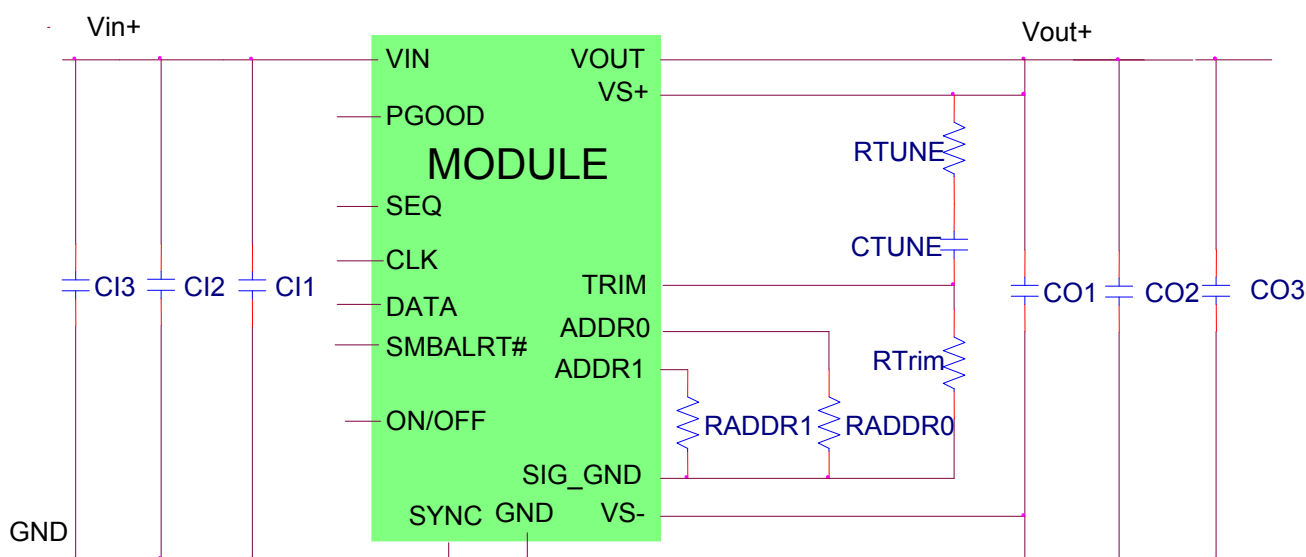 Vin+
Vout+
VIN
VOUT
VS+
PGOOD
MODULE
RTUNE
SEQ
CTUNE
CLK
TRIM
CI3
CI2
CI1
CO1
CO2
CO3
DATA
ADDR0
SMBALRT#
ADDR1
RTrim
ON/OFF
RADDR1
RADDR0
SIG_GND
SYNC
GND
VS-
GND